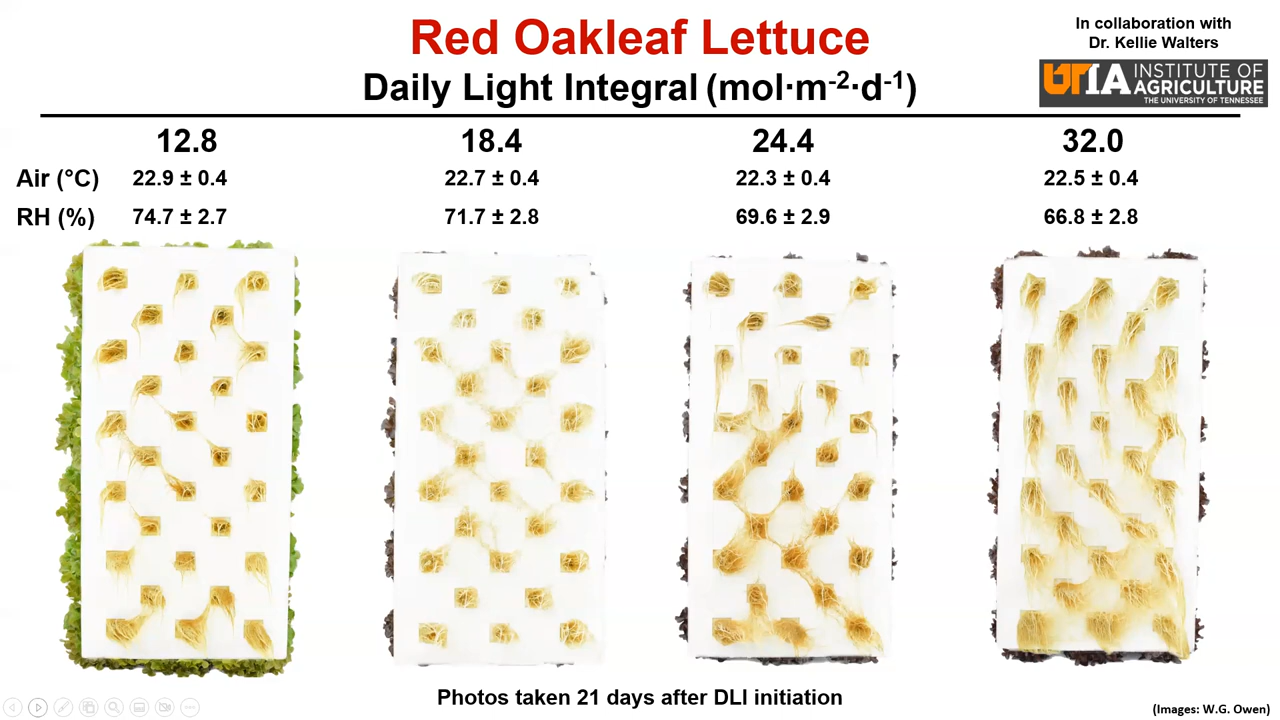 Red Oakleaf Lettuce
Daily Light Integral (mol·m-2·d-1)
In collaboration with
Dr. Kellie Walters
UTIA INSTITUTE OF
AGRICULTURE
THE UNIVERSITY OF TENNESSEE
12.8 18.4 24.4 32.0
Air (°C) 22.9 ± 0.4 22.7 ± 0.4 22.3 ± 0.4 22.5 ± 0.4
RH (%) 74.7 ± 2.7 71.7 ± 2.8 69.6 ± 2.9 66.8 ± 2.8
Photos taken 21 days after DLI initiation
(Images: W.G. Owen)